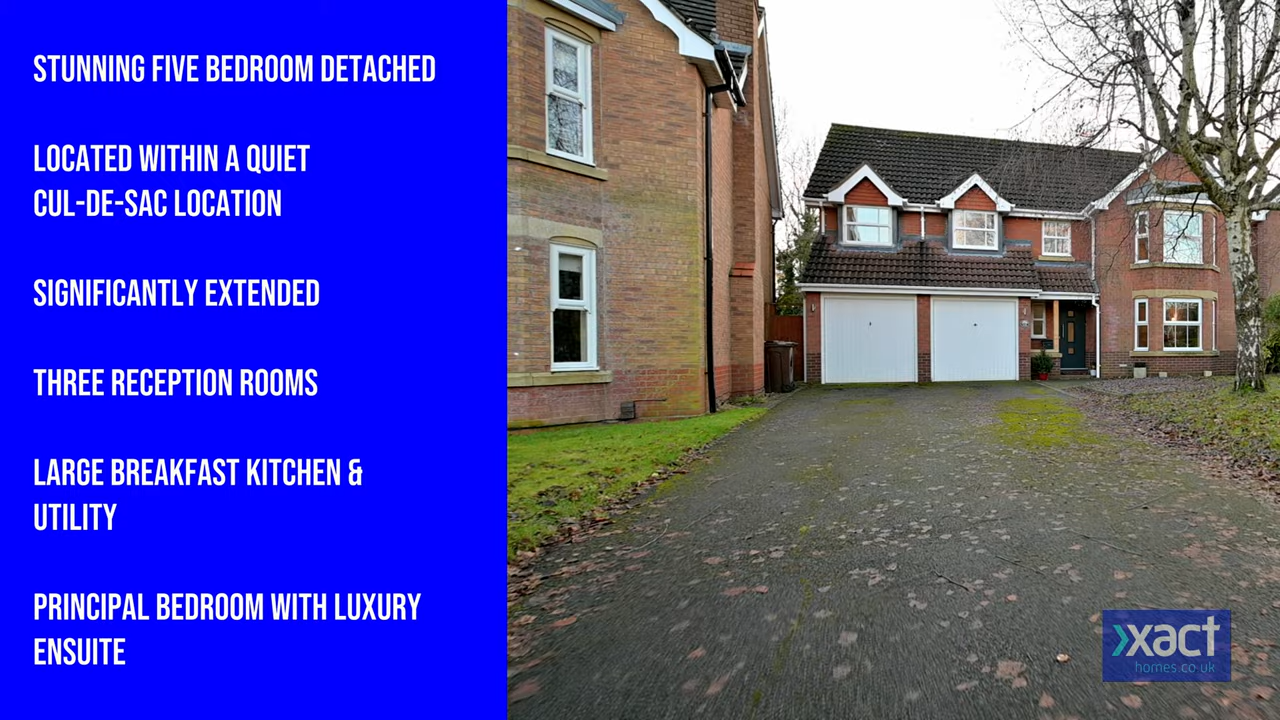 STUNNING FIVE BEDROOM DETACHED
LOCATED WITHIN A QUIET
CUL-DE-SAC LOCATION
SIGNIFICANTLY EXTENDED
THREE RECEPTION ROOMS
LARGE BREAKFAST KITCHEN &
UTILITY
PRINCIPAL BEDROOM WITH LUXURY
ENSUITE
xact
homes.co.uk